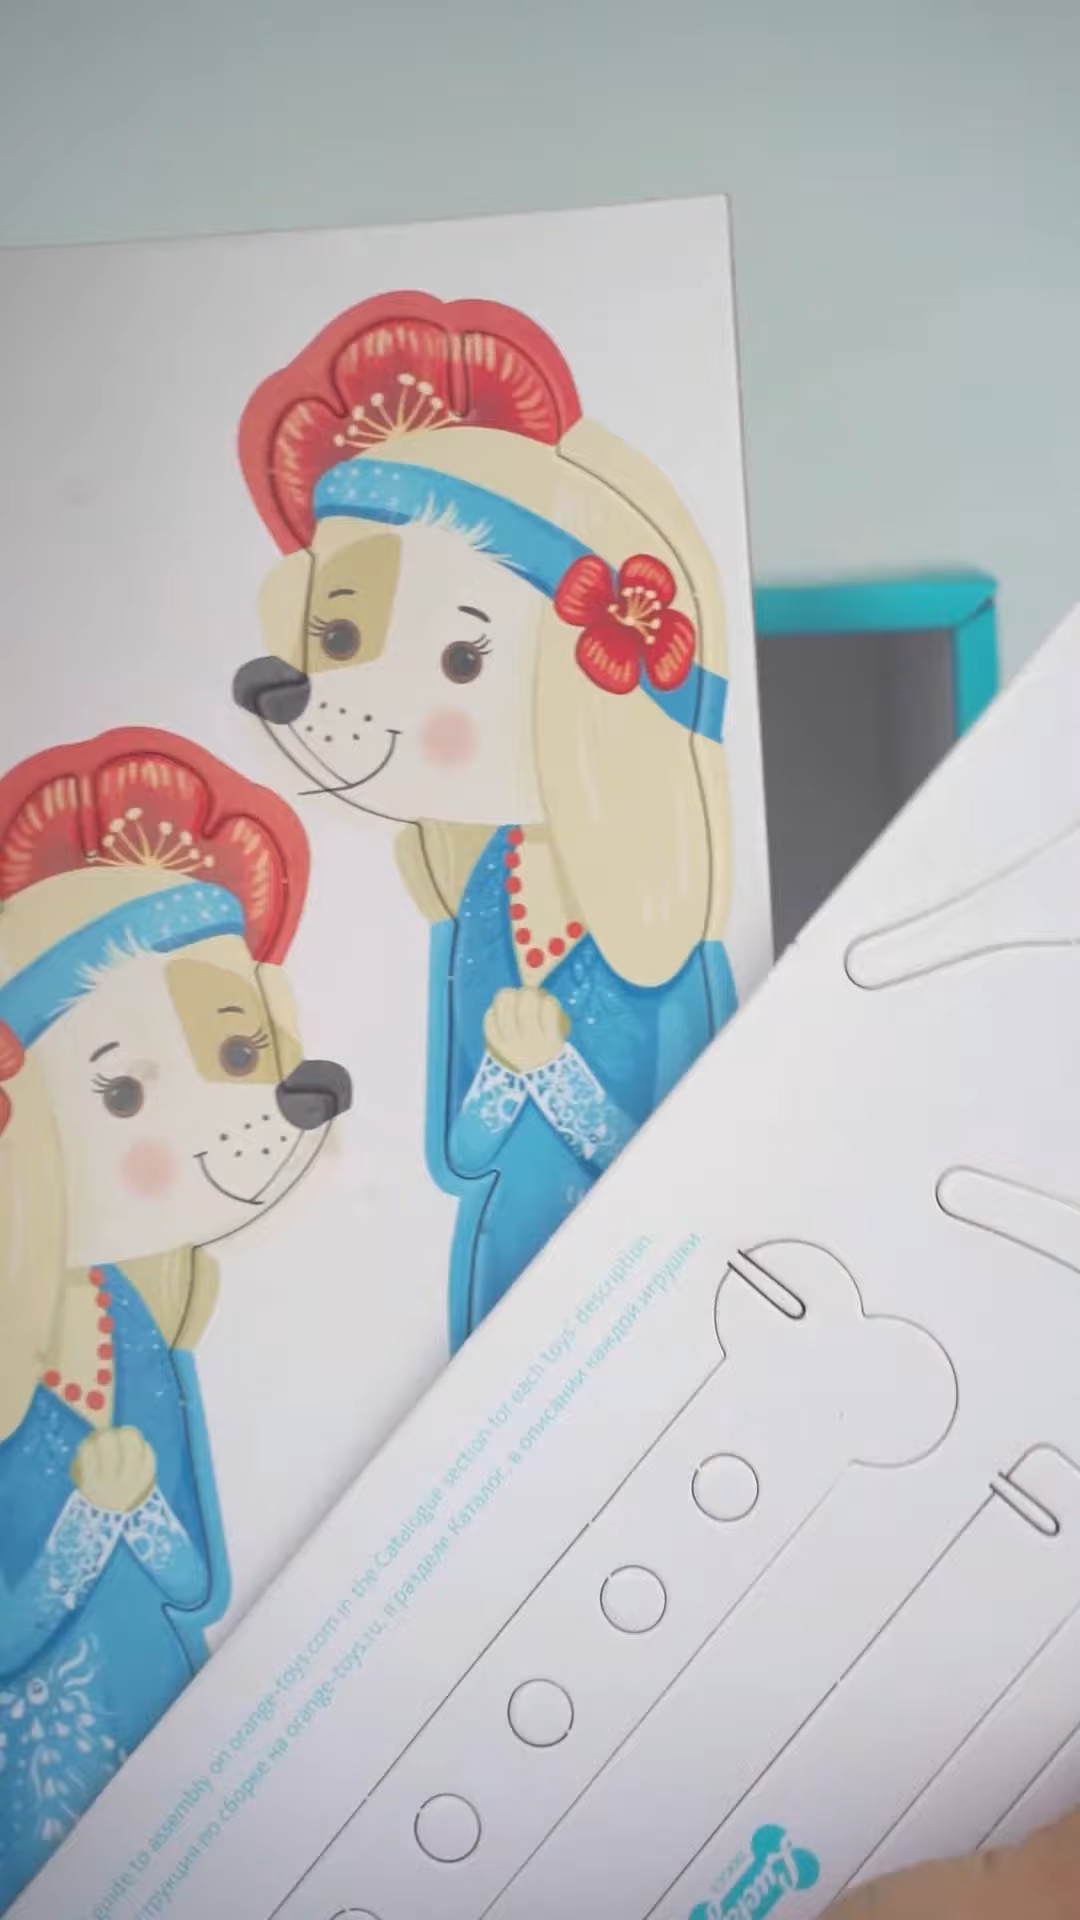 guide to assembly on orange-toys.com in the Catalogue section for each toys' description.
струкция по сборке на orange-toys.ru, в разделе Каталог, в описании каждой игрушки.